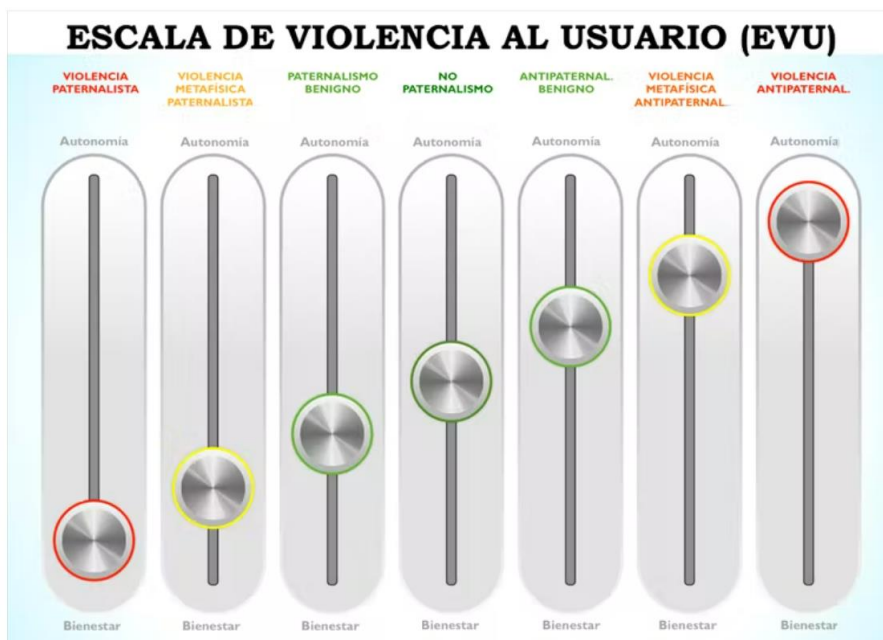 ESCALA DE VIOLENCIA AL USUARIO (EVU)
VIOLENCIA
PATERNALISTA
VIOLENCIA
METAFÍSICA
PATERNALISTA
PATERNALISMO
BENIGNO
NO
PATERNALISMO
ANTIPATERNAL.
BENIGNO
VIOLENCIA
METAFÍSICA
ANTIPATERNAL.
VIOLENCIA
ANTIPATERNAL.
Autonomía Autonomía Autonomía Autonomía Autonomía Autonomía Autonomía
Bienestar Bienestar Bienestar Bienestar Bienestar Bienestar Bienestar